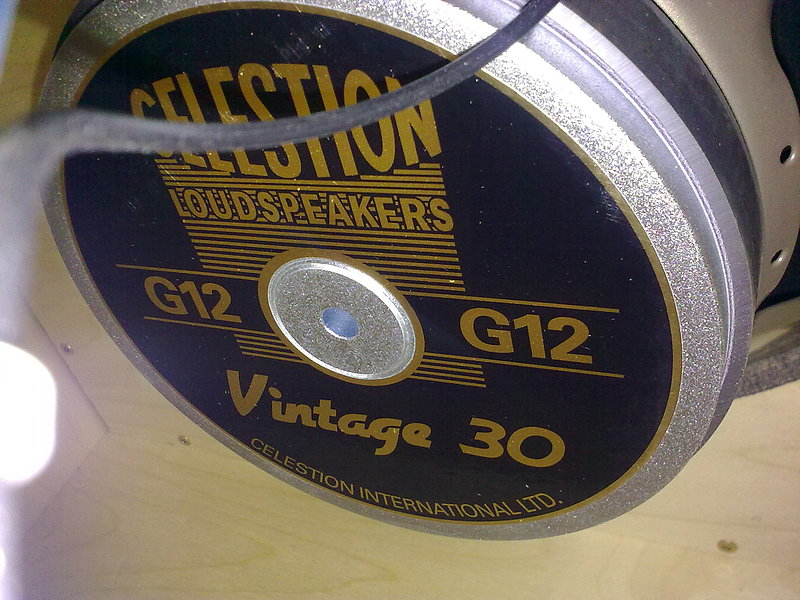 CELESTION
LOUDSPEAKERS
G12 G12
Vintage 30
CELESTION INTERNATIONAL LTD.